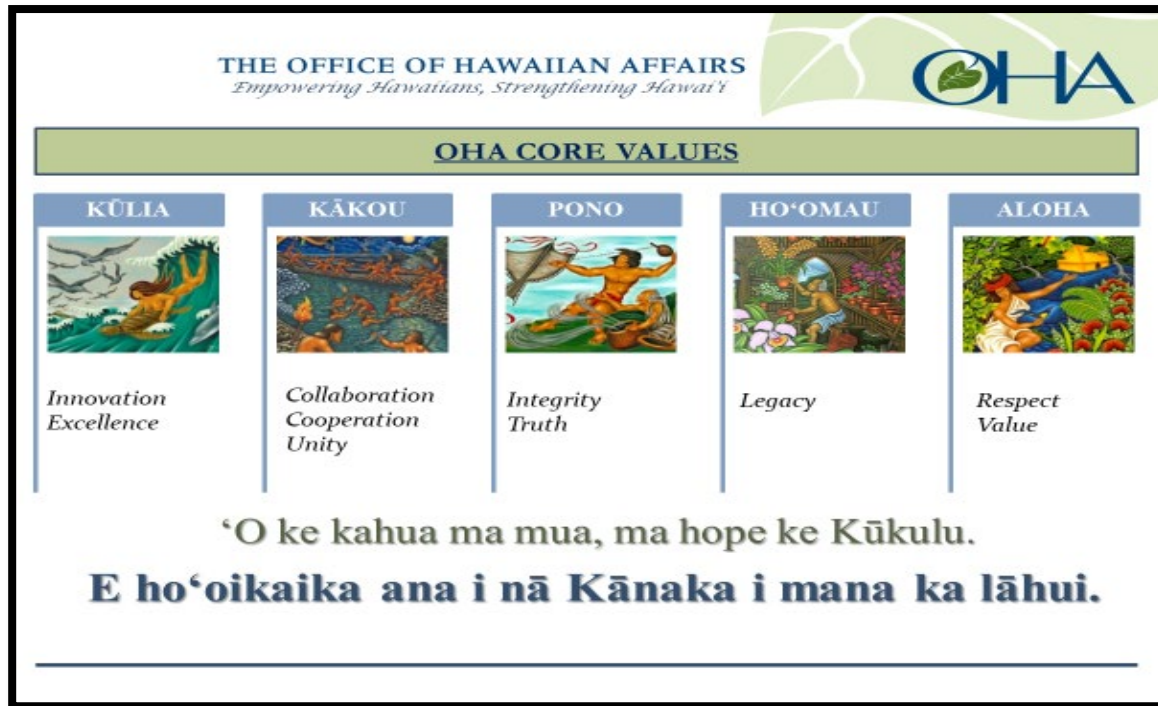 THE OFFICE OF HAWAIIAN AFFAIRS
Empowering Hawaiians, Strengthening Hawai‘i
OHA
OHA CORE VALUES
KŪLIA
Innovation
Excellence
KĀKOU
Collaboration
Cooperation
Unity
PONO
Integrity
Truth
HO‘OMAU
Legacy
ALOHA
Respect
Value
‘O ke kahua ma mua, ma hope ke Kūkulu.
E ho‘oikaika ana i nā Kānaka i mana ka lāhui.